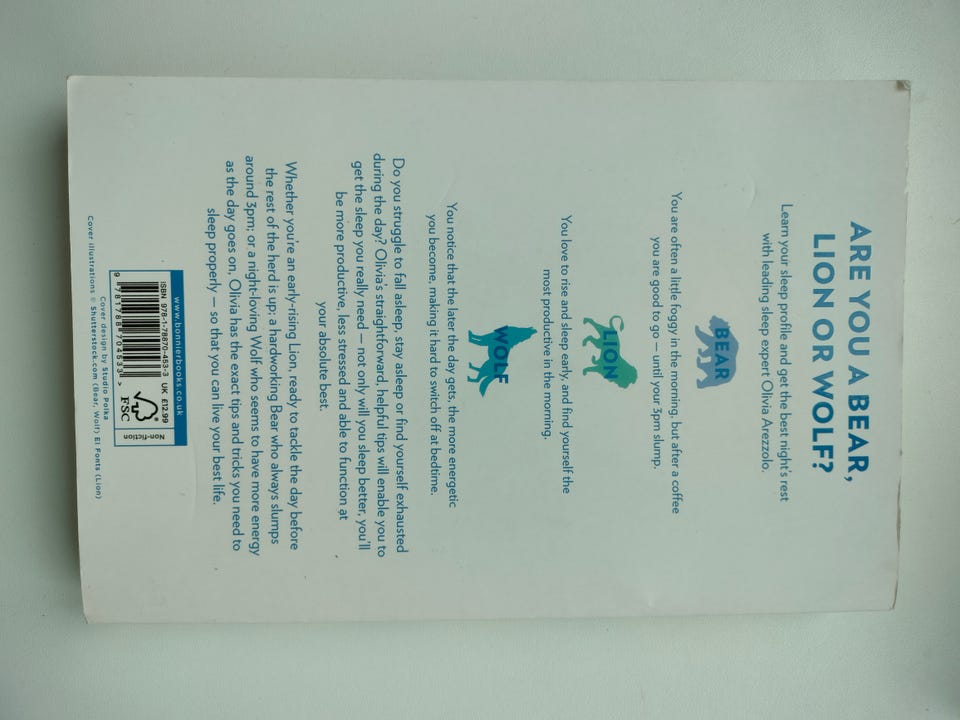 ARE YOU A BEAR,
LION OR WOLF?
Learn your sleep profile and get the best night's rest
with leading sleep expert Olivia Arezzolo.
BEAR
You are often a little foggy in the morning, but after a coffee
you are good to go — until your 3pm slump.
LION
You love to rise and sleep early, and find yourself the
most productive in the morning.
WOLF
You notice that the later the day gets, the more energetic
you become, making it hard to switch off at bedtime.
Do you struggle to fall asleep, stay asleep or find yourself exhausted
during the day? Olivia's straightforward, helpful tips will enable you to
get the sleep you really need — not only will you sleep better, you'll
be more productive, less stressed and able to function at
your absolute best.
Whether you're an early-rising Lion, ready to tackle the day before
the rest of the herd is up; a hardworking Bear who always slumps
around 3pm; or a night-loving Wolf who seems to have more energy
as the day goes on, Olivia has the exact tips and tricks you need to
sleep properly — so that you can live your best life.
www.bonnierbooks.co.uk
ISBN 978-1-78870-453-3 UK £12.99
9 781788 704533 >
FSC
Non-fiction
Cover design by Studio Polka
Cover illustrations © Shutterstock.com (Bear, Wolf) EI Fonts (Lion)